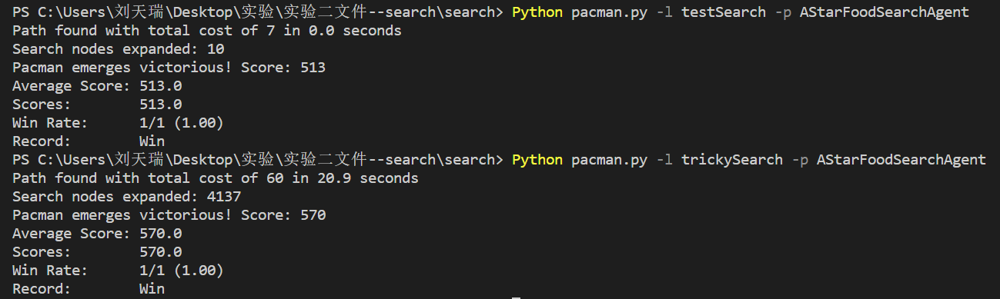 PS C:\Users\刘天瑞\Desktop\实验\实验二文件--search\search> Python pacman.py -l testSearch -p AStarFoodSearchAgent
Path found with total cost of 7 in 0.0 seconds
Search nodes expanded: 10
Pacman emerges victorious! Score: 513
Average Score: 513.0
Scores:        513.0
Win Rate:      1/1 (1.00)
Record:        Win
PS C:\Users\刘天瑞\Desktop\实验\实验二文件--search\search> Python pacman.py -l trickySearch -p AStarFoodSearchAgent
Path found with total cost of 60 in 20.9 seconds
Search nodes expanded: 4137
Pacman emerges victorious! Score: 570
Average Score: 570.0
Scores:        570.0
Win Rate:      1/1 (1.00)
Record:        Win